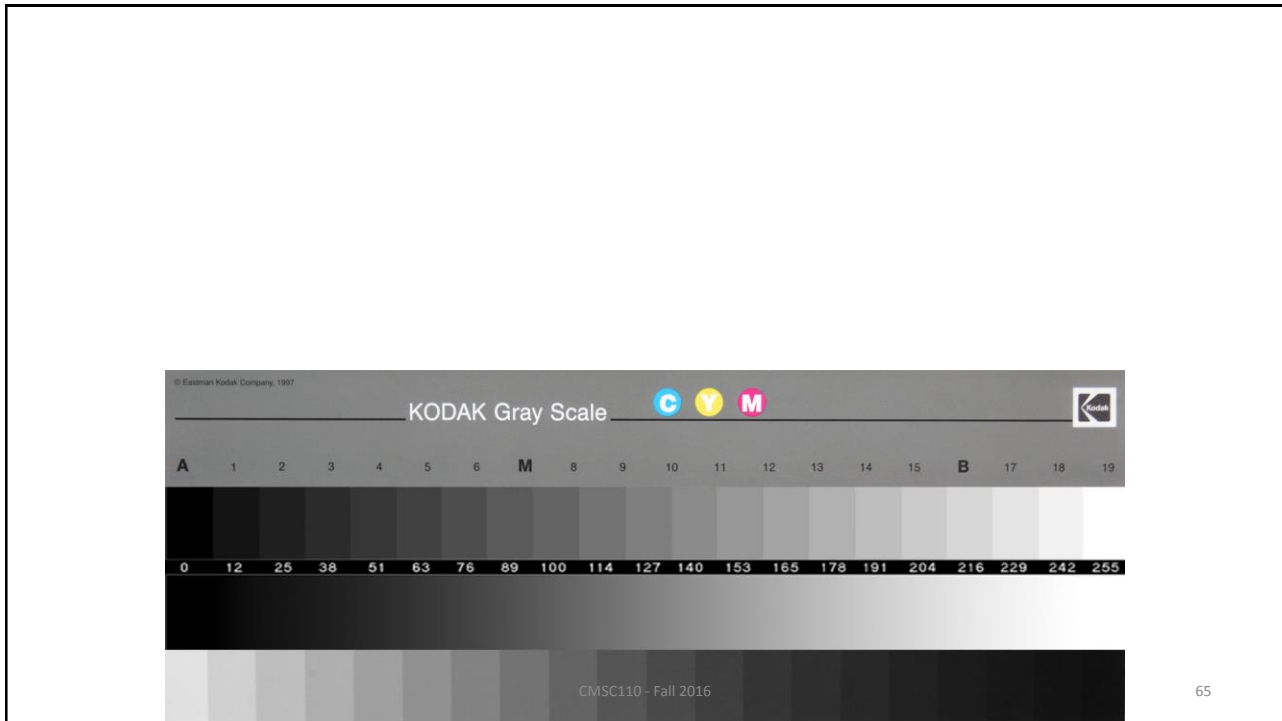 © Eastman Kodak Company, 1997
KODAK Gray Scale C Y M Kodak
A 1 2 3 4 5 6 M 8 9 10 11 12 13 14 15 B 17 18 19
0 12 25 38 51 63 76 89 100 114 127 140 153 165 178 191 204 216 229 242 255
CMSC110 - Fall 2016 65